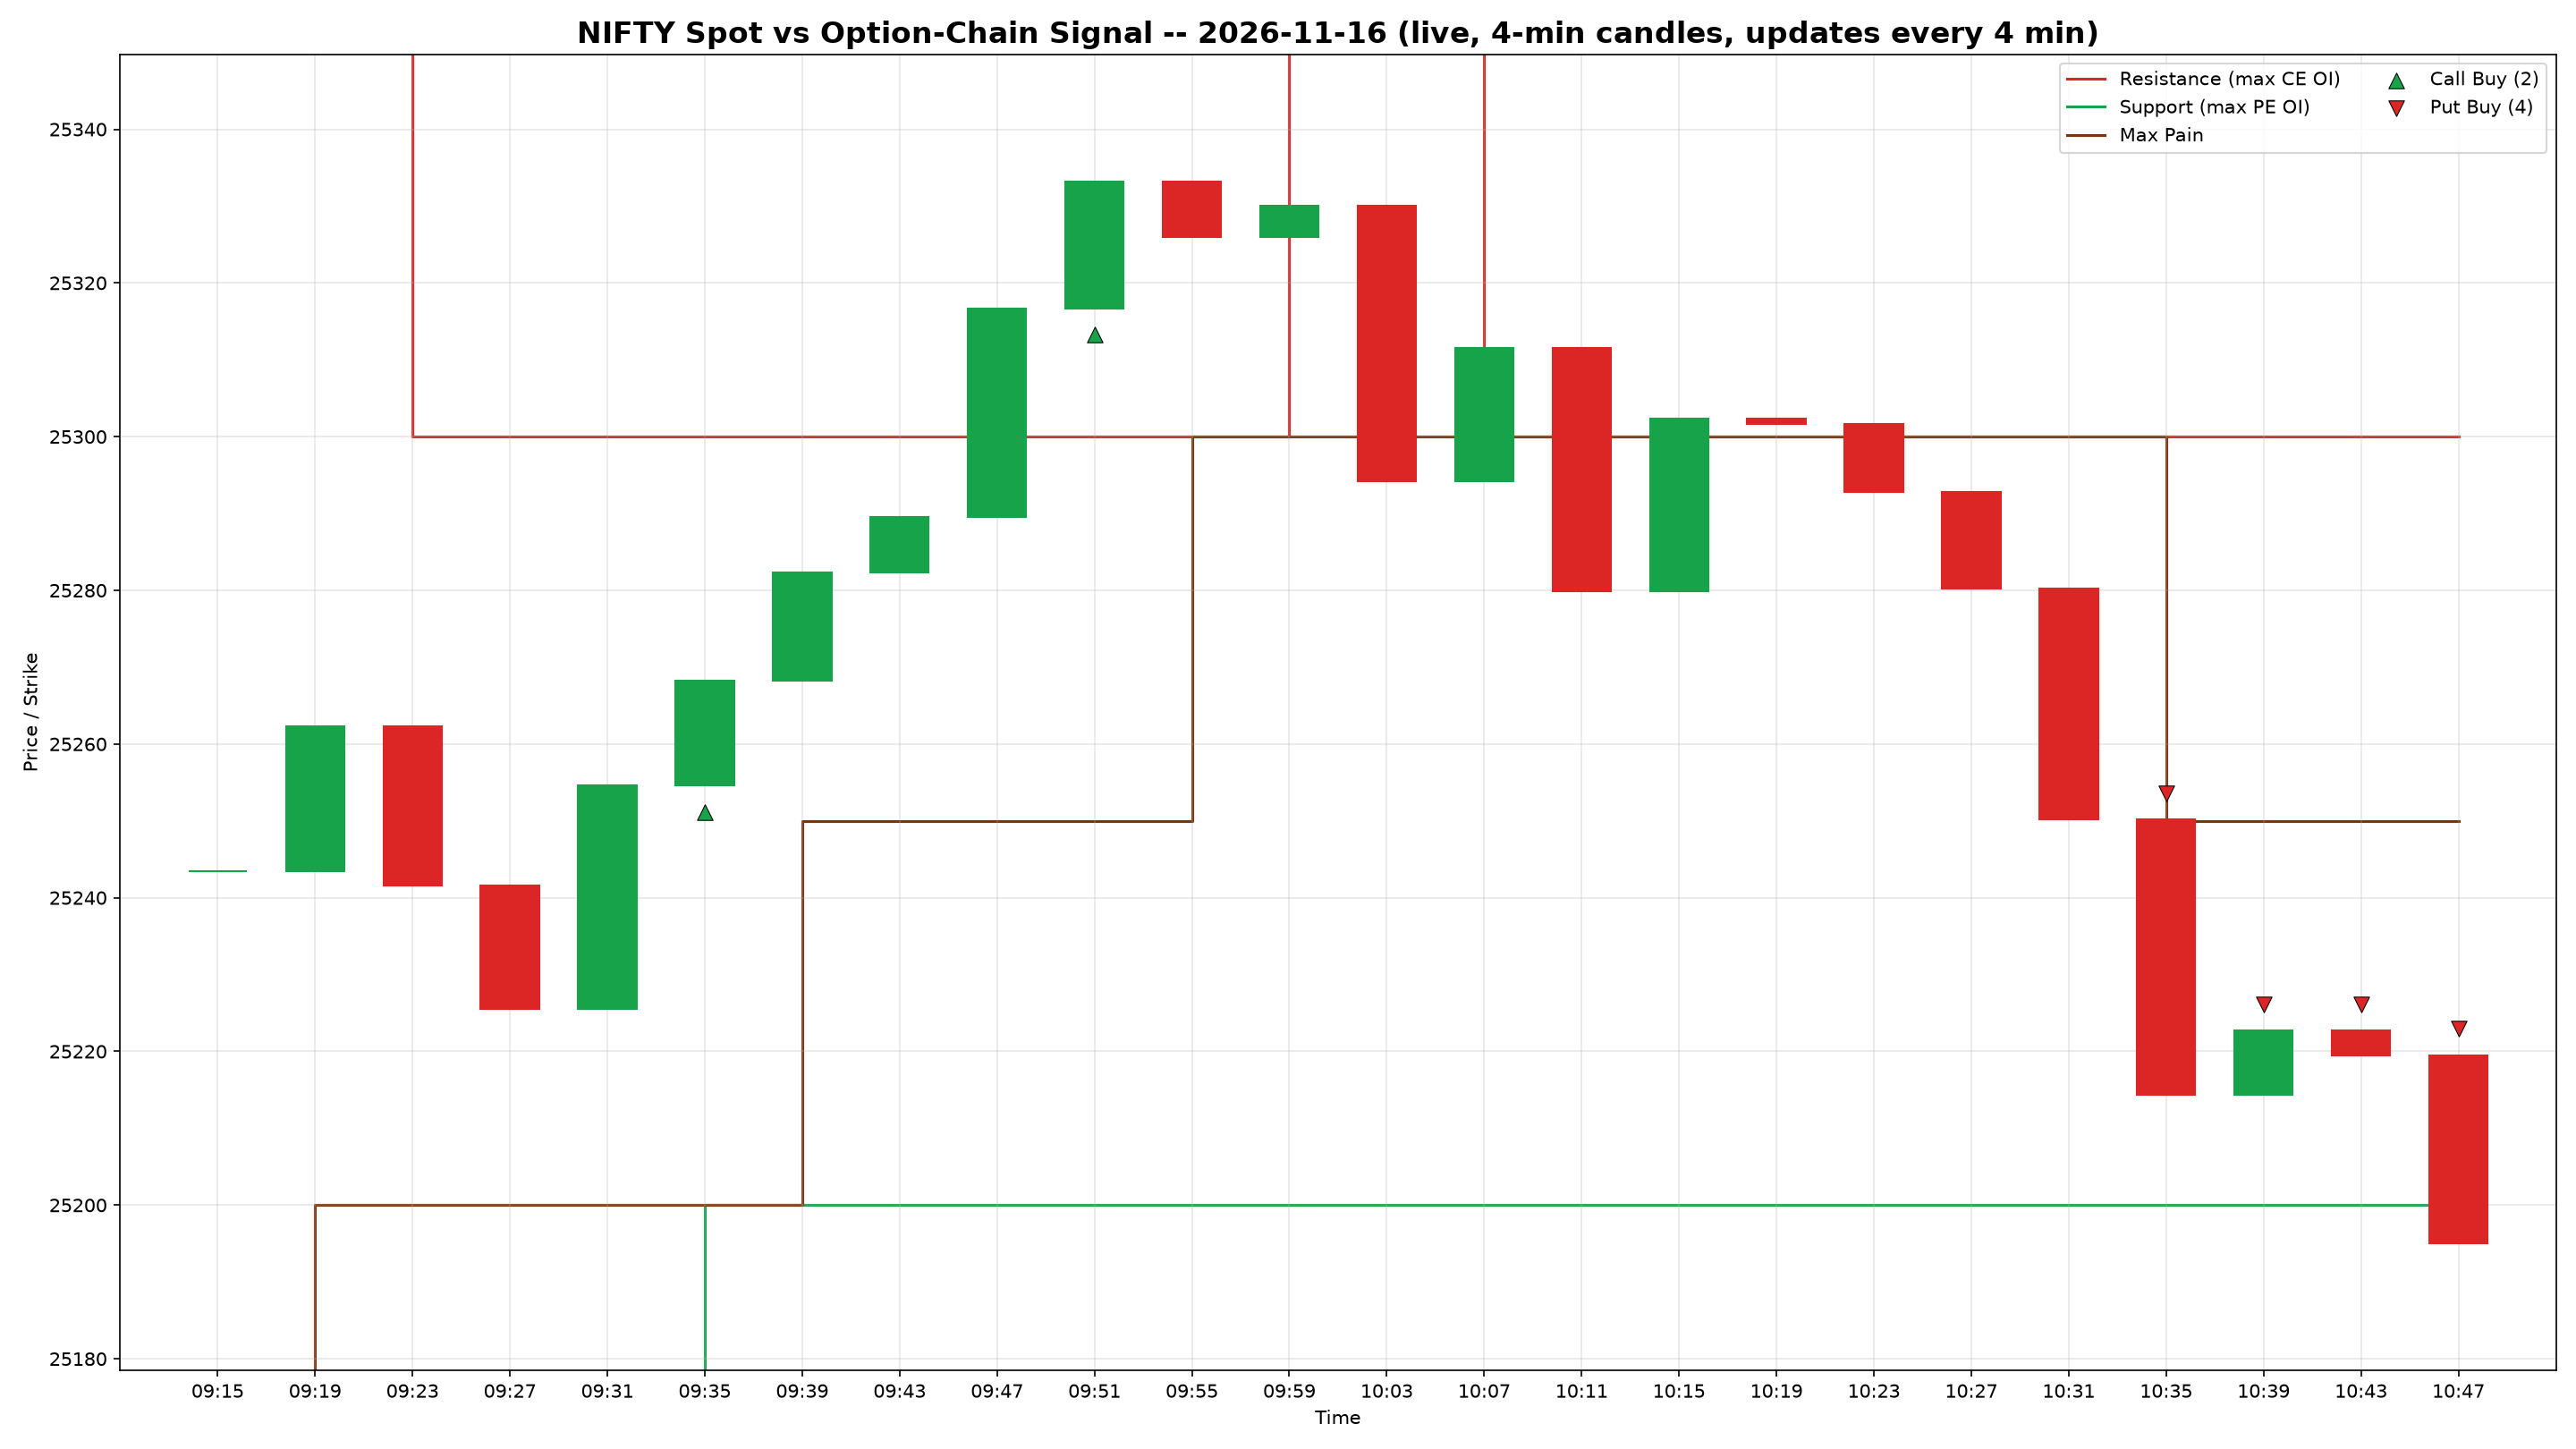 NIFTY Spot vs Option-Chain Signal -- 2026-11-16 (live, 4-min candles, updates every 4 min)
Resistance (max CE OI)
Support (max PE OI)
Max Pain
Call Buy (2)
Put Buy (4)
Price / Strike
25340
25320
25300
25280
25260
25240
25220
25200
25180
09:15 09:19 09:23 09:27 09:31 09:35 09:39 09:43 09:47 09:51 09:55 09:59 10:03 10:07 10:11 10:15 10:19 10:23 10:27 10:31 10:35 10:39 10:43 10:47
Time